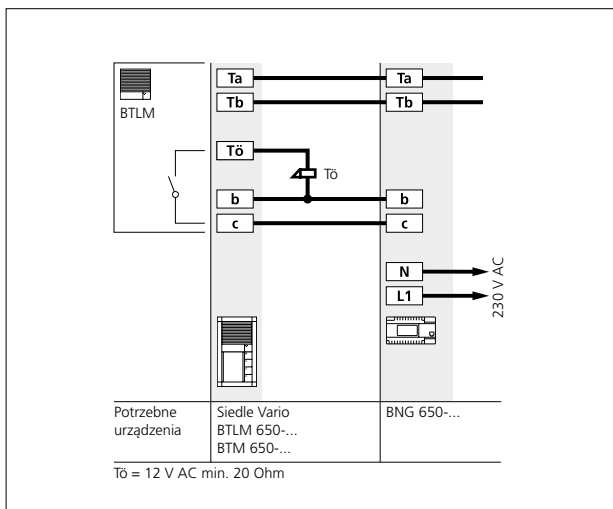 Ta
Ta
BTLM
Tb
Tb
Tö
Tö
b
b
c
c
N
L1
230 V AC
Potrzebne
urządzenia
Siedle Vario
BTLM 650-...
BTM 650-...
BNG 650-...
Tö = 12 V AC min. 20 Ohm